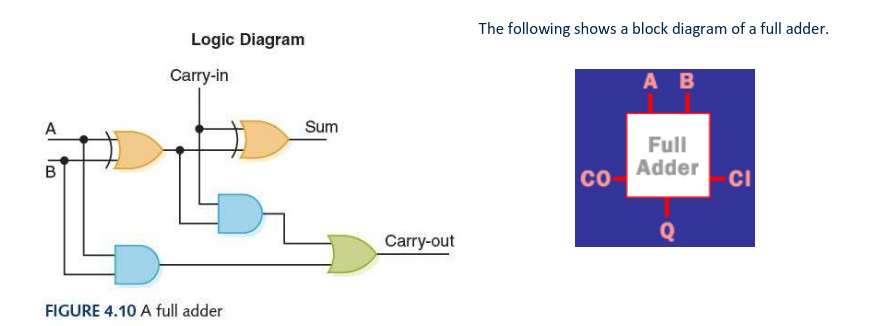 Logic Diagram
Carry-in
A
Sum
B
Carry-out
FIGURE 4.10 A full adder
The following shows a block diagram of a full adder.
A B
Full
Adder
CO
CI
Q